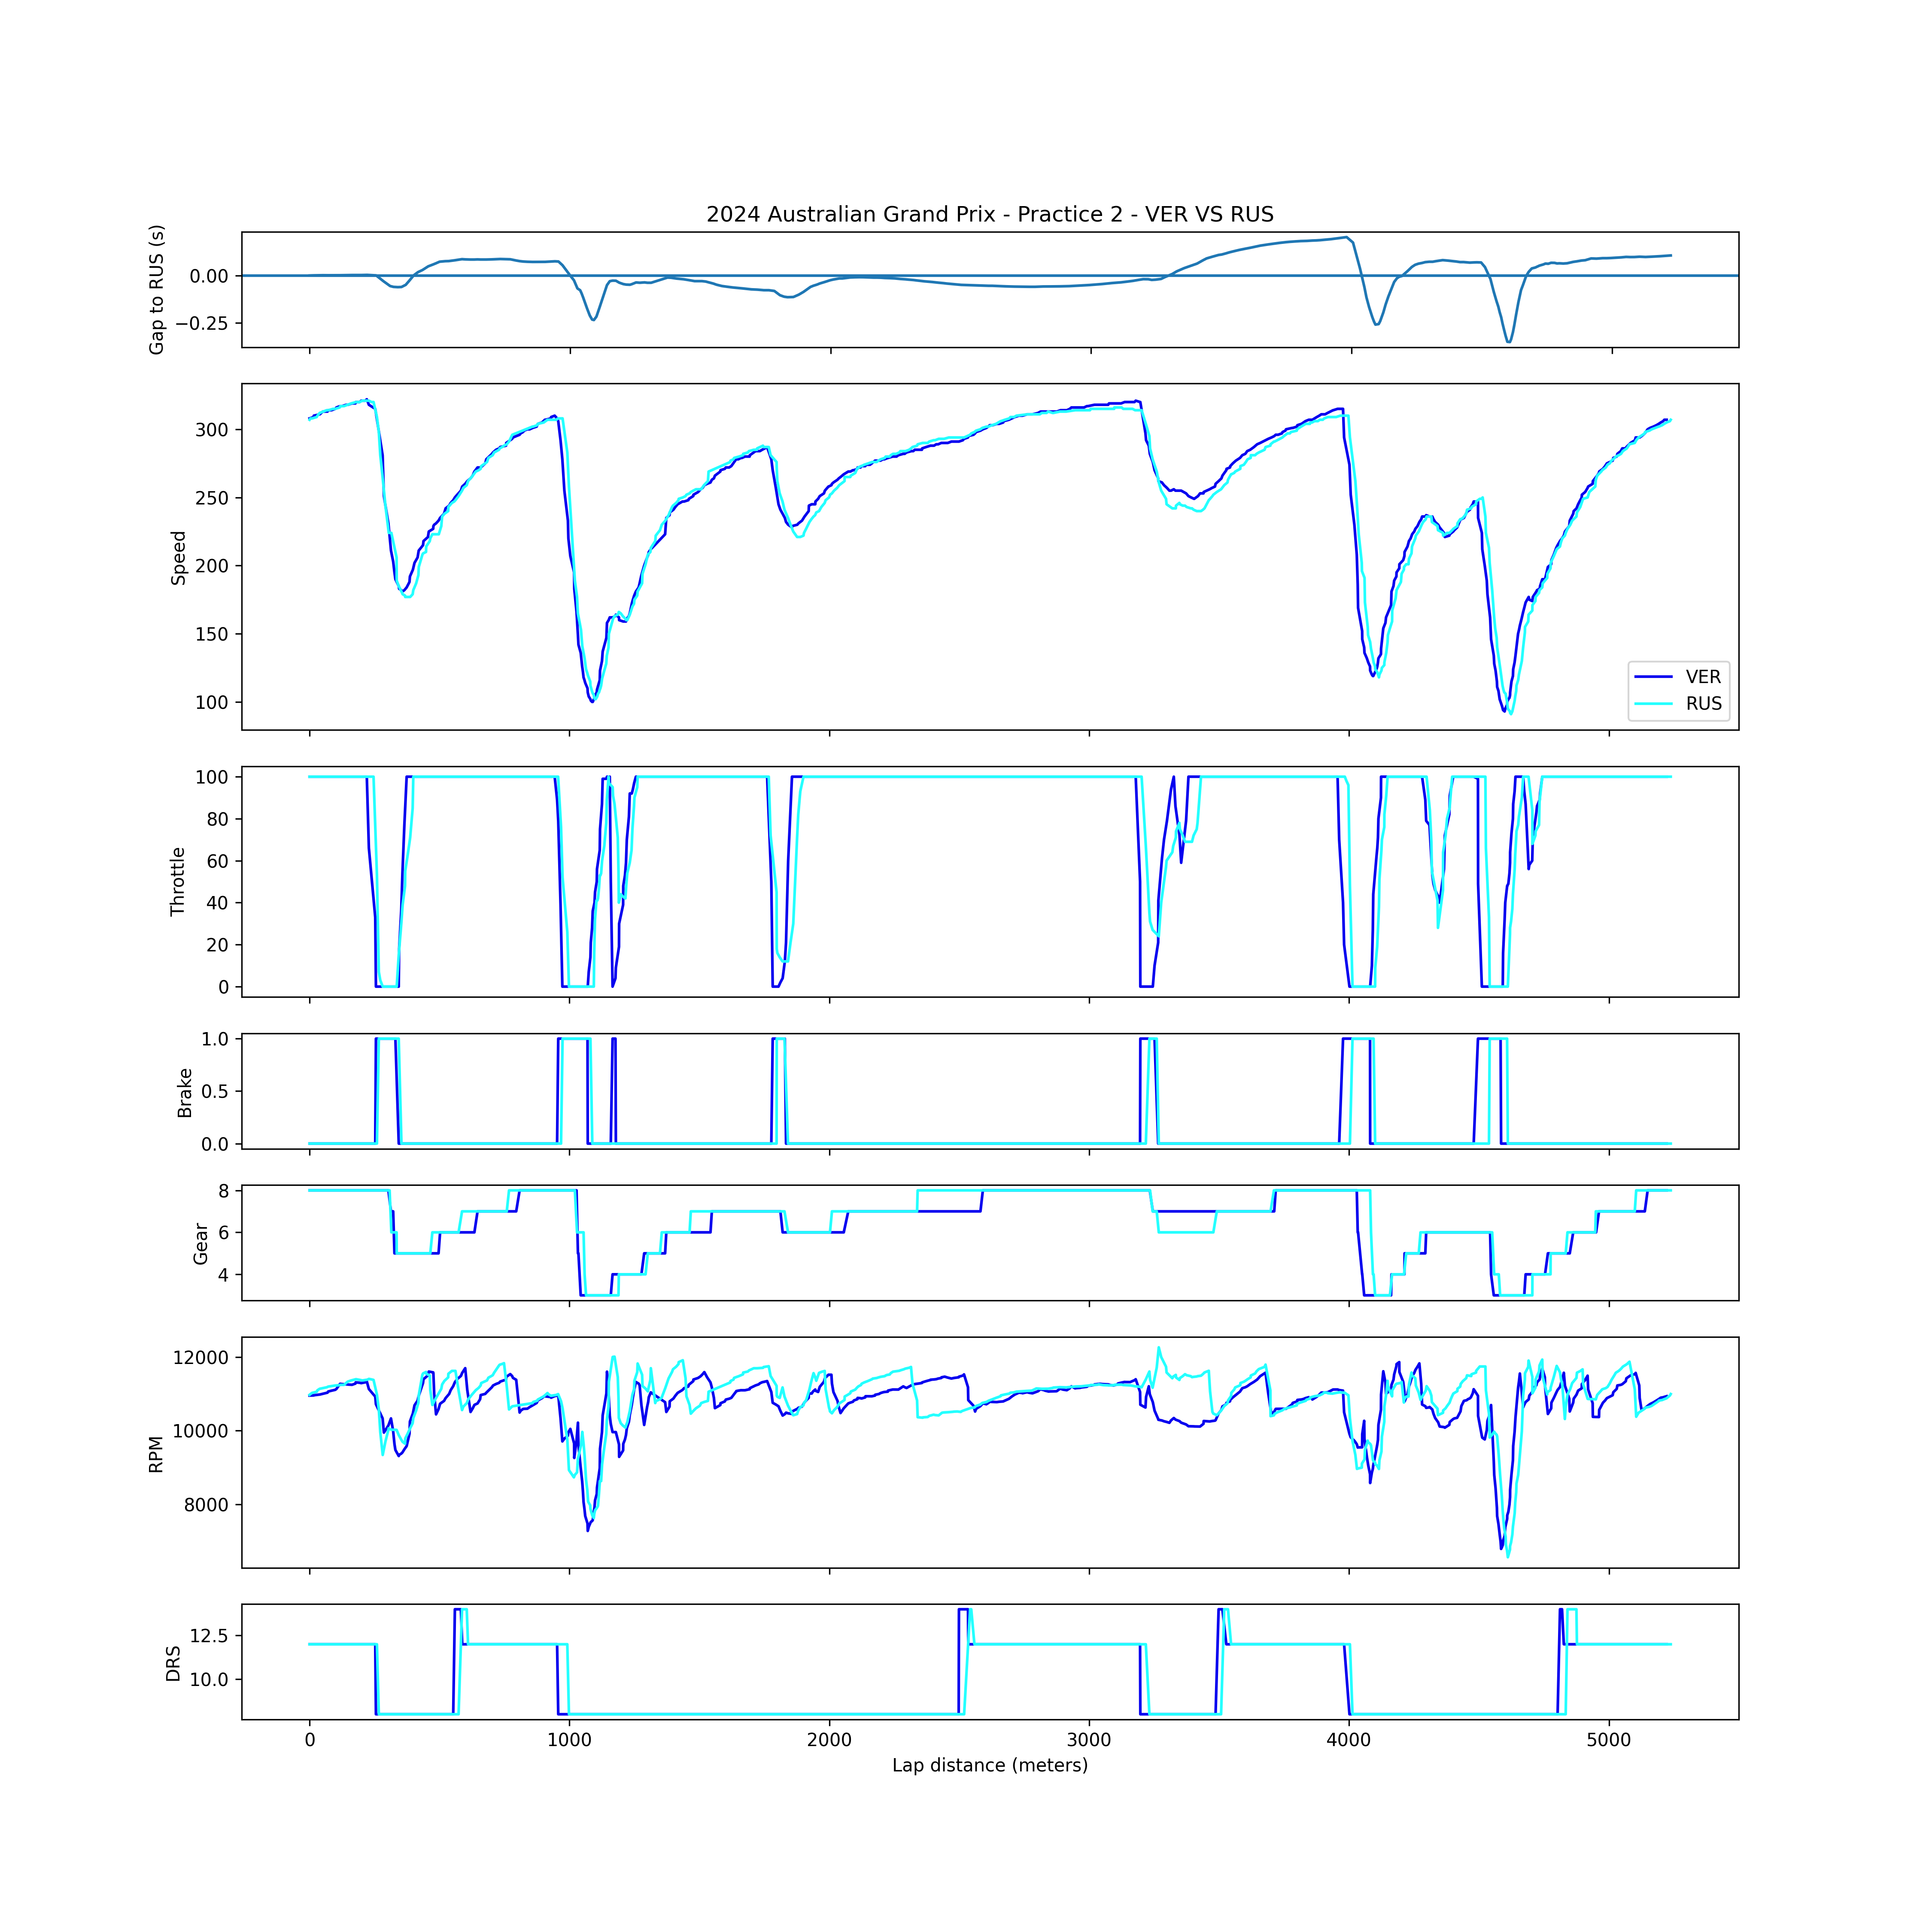 2024 Australian Grand Prix - Practice 2 - VER VS RUS
Gap to RUS (s)
0.00
−0.25
Speed
300
250
200
150
100
VER
RUS
Throttle
100
80
60
40
20
0
Brake
1.0
0.5
0.0
Gear
8
6
4
RPM
12000
10000
8000
DRS
12.5
10.0
0 1000 2000 3000 4000 5000
Lap distance (meters)